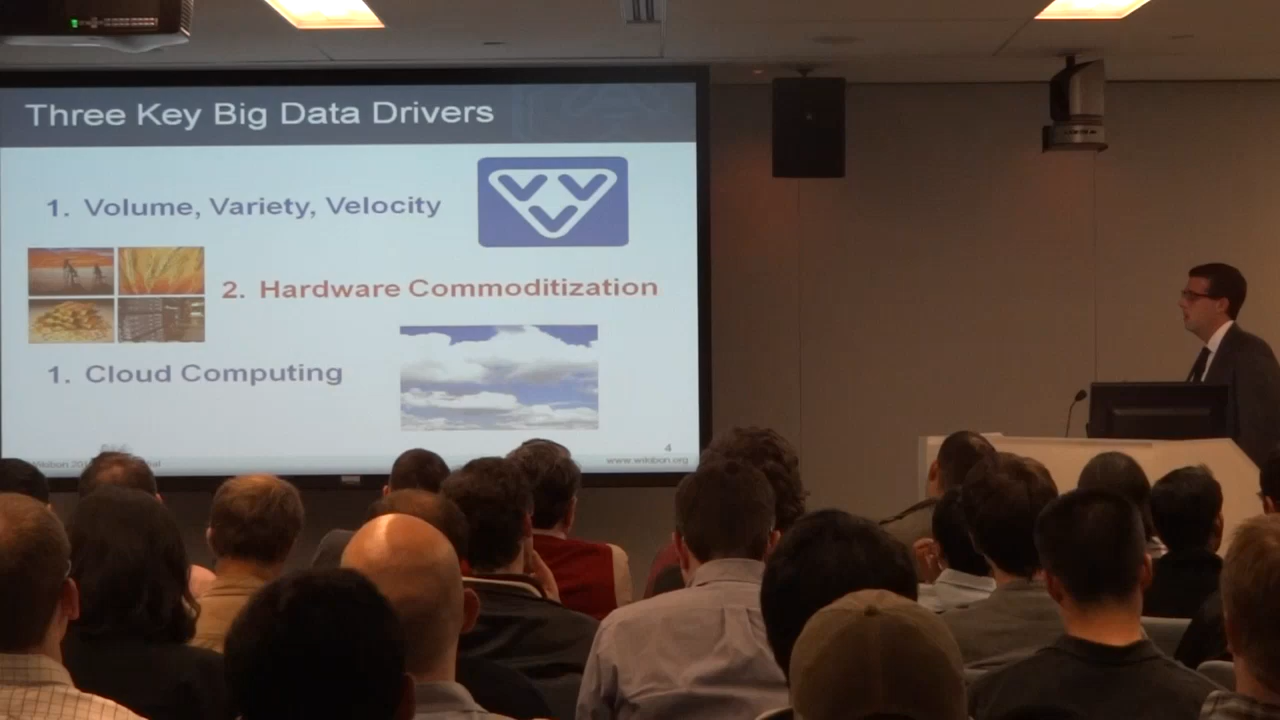 Three Key Big Data Drivers
1. Volume, Variety, Velocity
2. Hardware Commoditization
1. Cloud Computing
4
www.wikibon.org